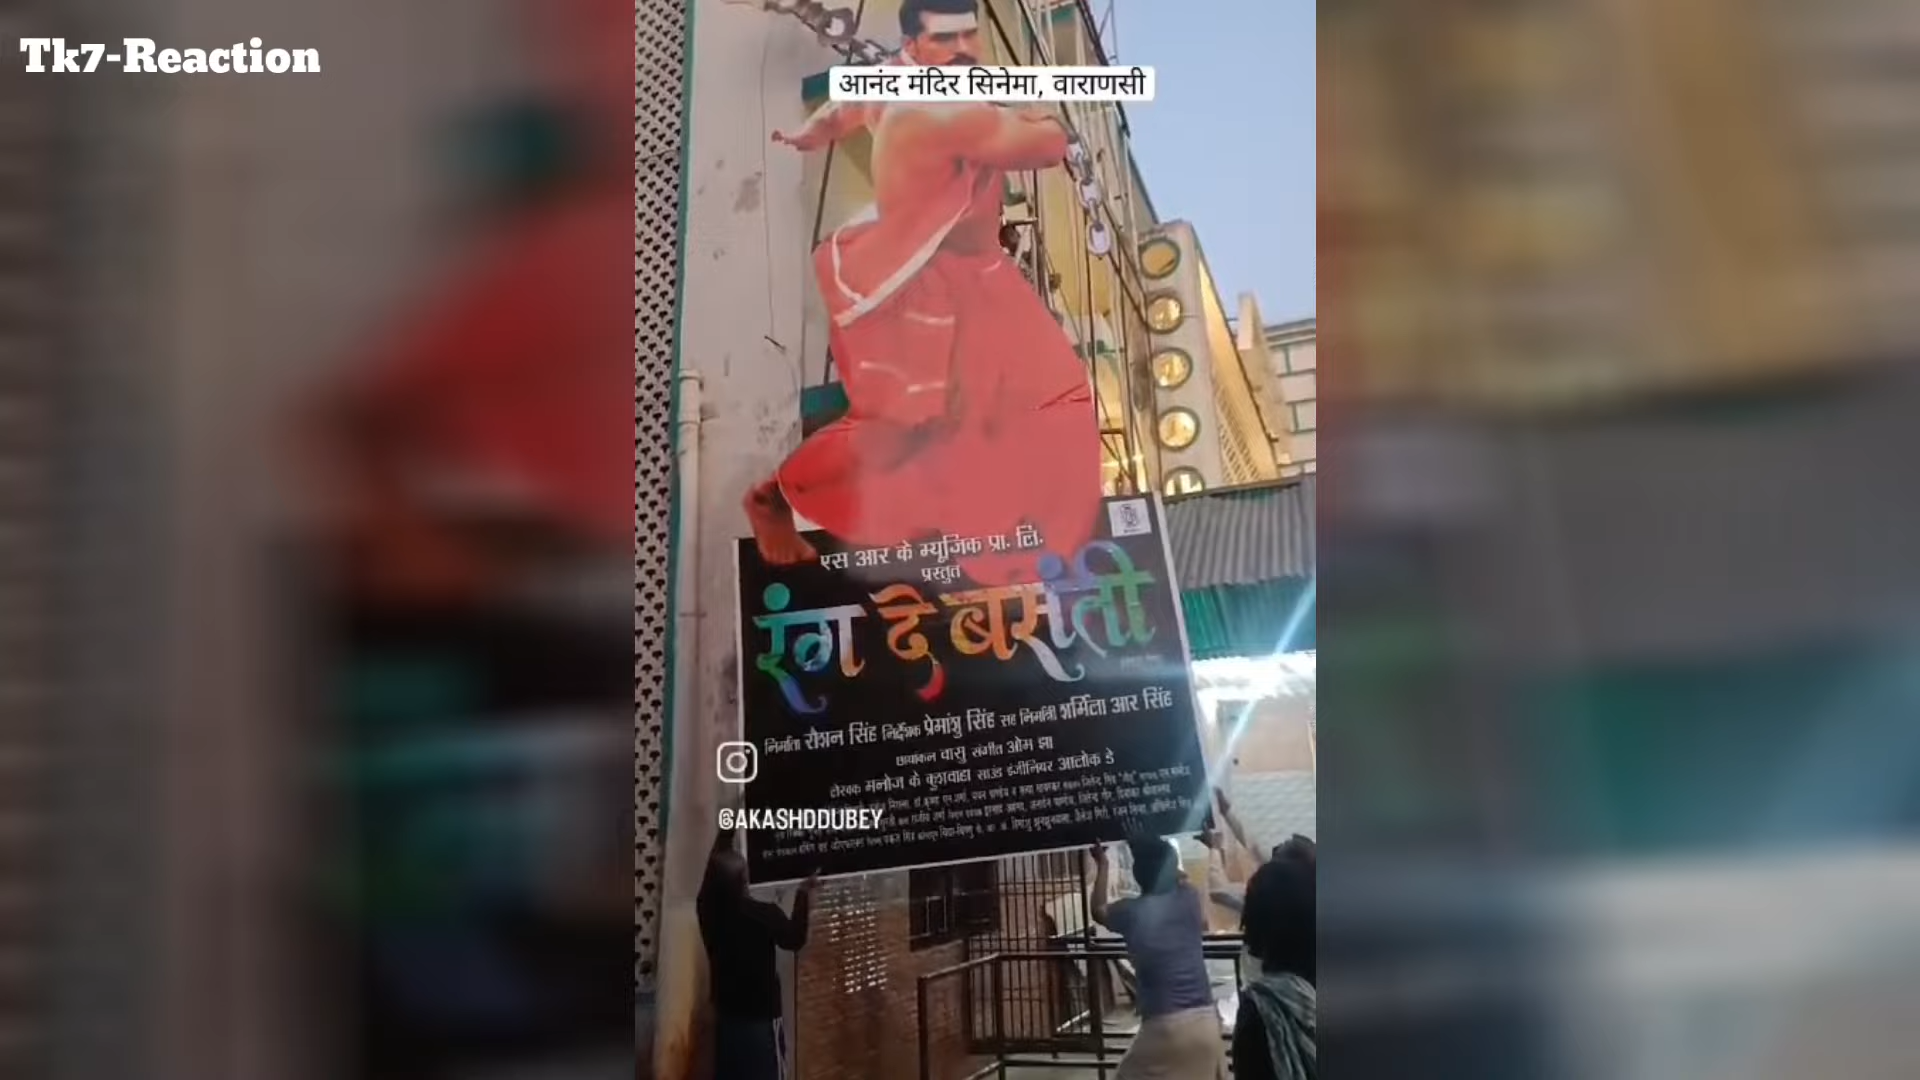 Tk7-Reaction
आनंद मंदिर सिनेमा, वाराणसी
एस आर के म्यूजिक प्रा. लि.
प्रस्तुत
रंग दे बसंती
निर्माता रौशन सिंह निर्देशक प्रेमांशु सिंह सह निर्मात्री शर्मिला आर सिंह
छायांकन वासु संगीत ओम झा
लेखक मनोज के कुशवाहा साउंड इंजीनियर आलोक डे
@AKASHDDUBEY